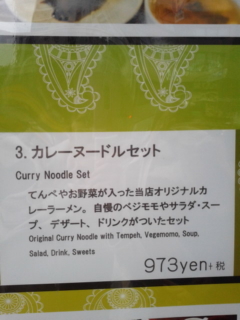 3. カレーヌードルセット
Curry Noodle Set
てんぺやお野菜が入った当店オリジナルカ
レーラーメン。自慢のベジモモやサラダ・スー
プ、デザート、ドリンクがついたセット
Original Curry Noodle with Tempeh, Vegemomo, Soup,
Salad, Drink, Sweets
973yen+税